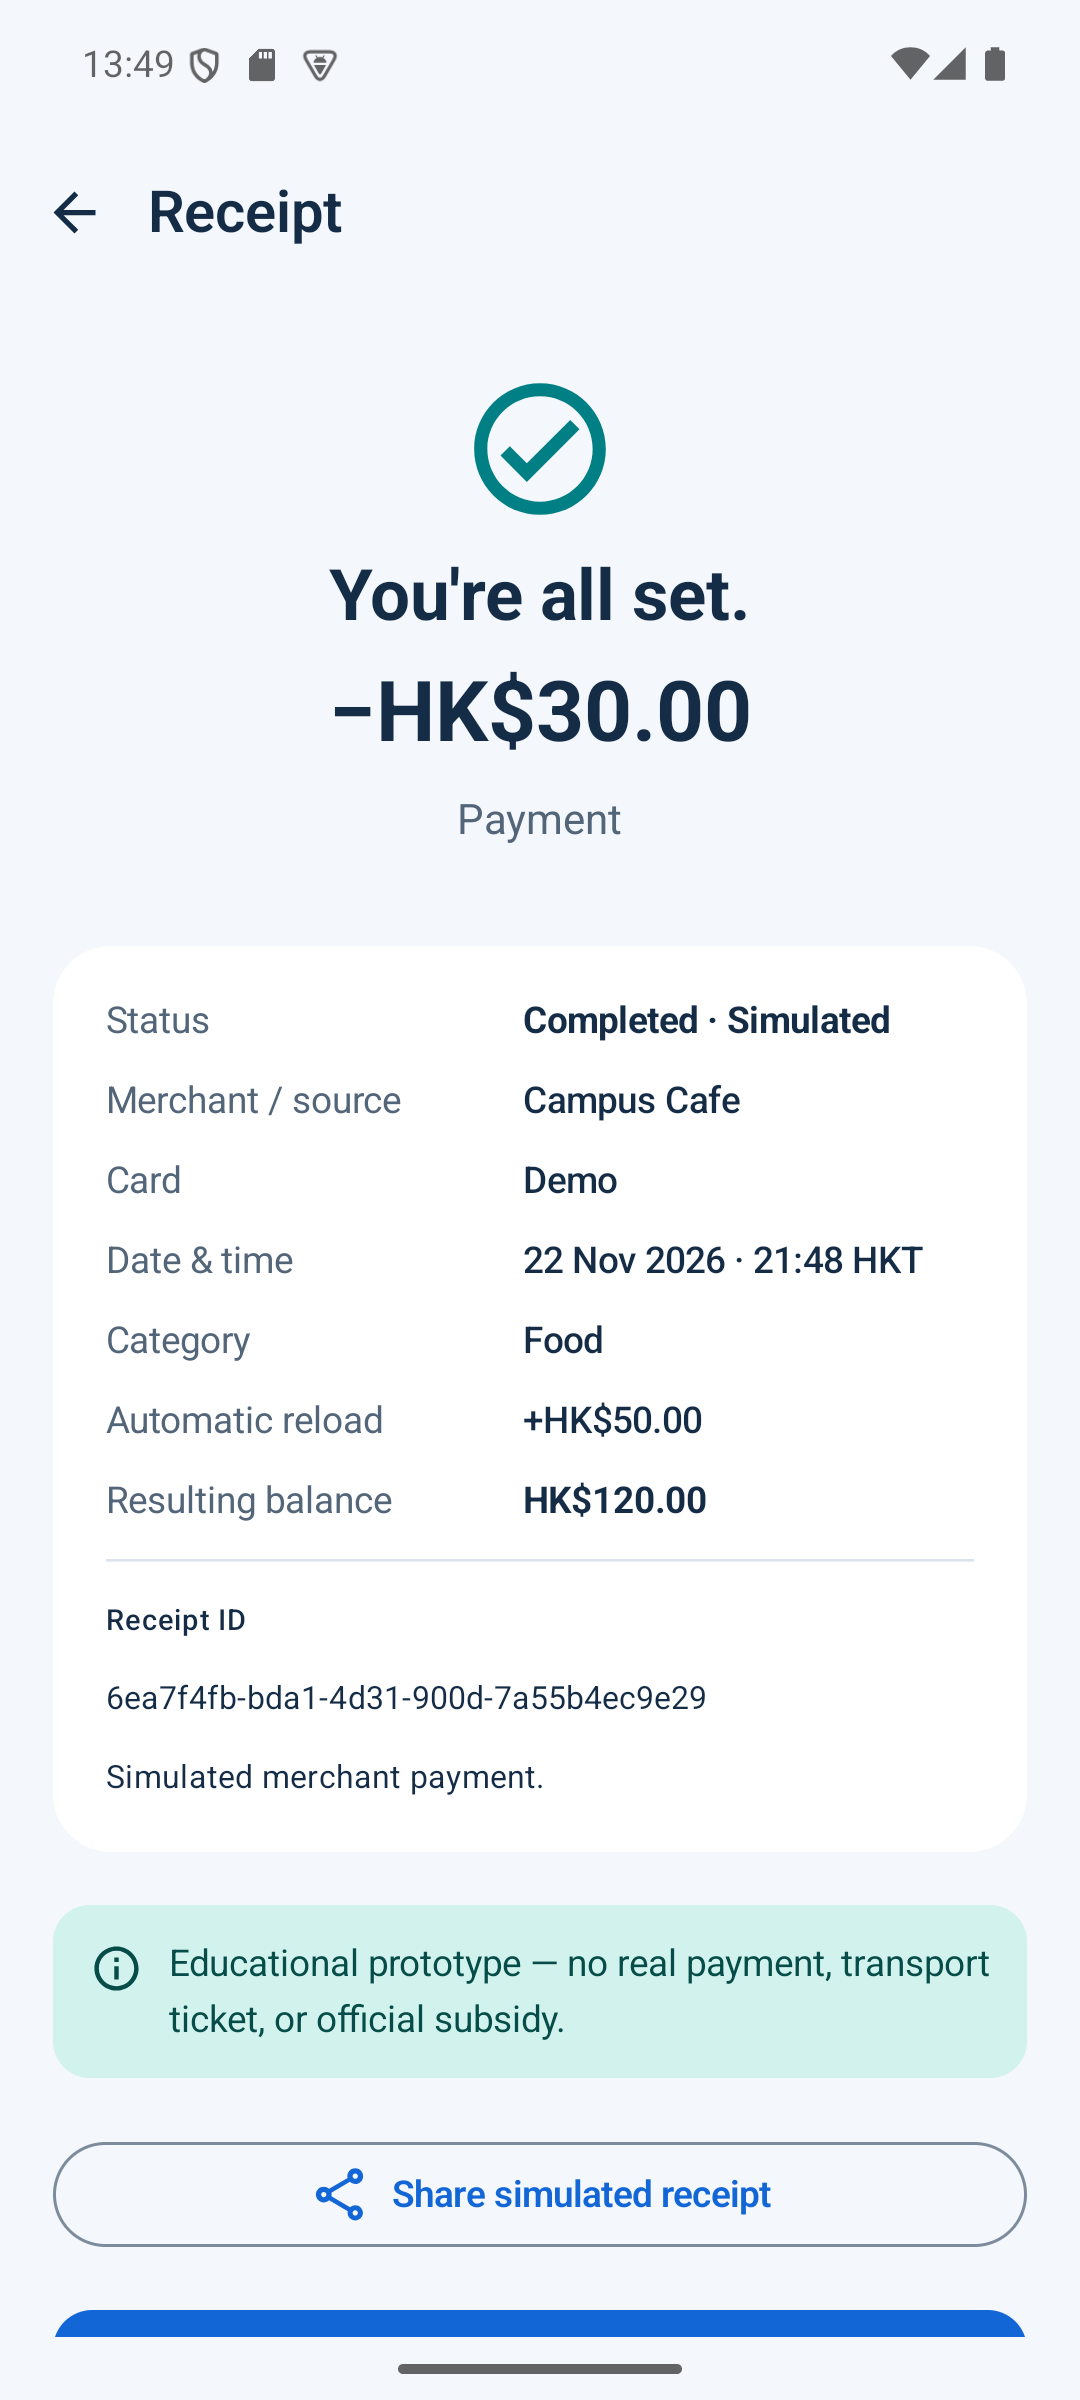 13:49
Receipt
You're all set.
−HK$30.00
Payment
Status Completed · Simulated
Merchant / source Campus Cafe
Card Demo
Date & time 22 Nov 2026 · 21:48 HKT
Category Food
Automatic reload +HK$50.00
Resulting balance HK$120.00
Receipt ID
6ea7f4fb-bda1-4d31-900d-7a55b4ec9e29
Simulated merchant payment.
Educational prototype — no real payment, transport
ticket, or official subsidy.
Share simulated receipt